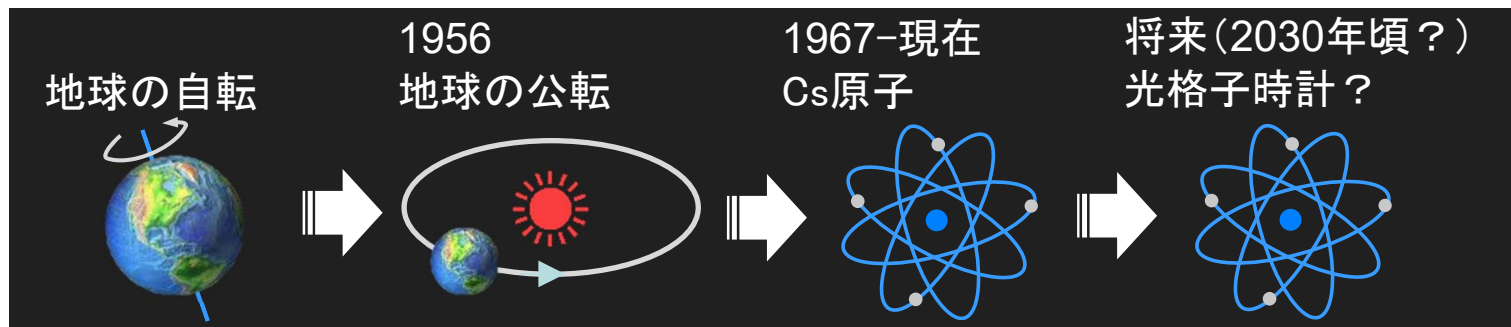 地球の自転
1956
地球の公転
1967-現在
Cs原子
将来(2030年頃？)
光格子時計？